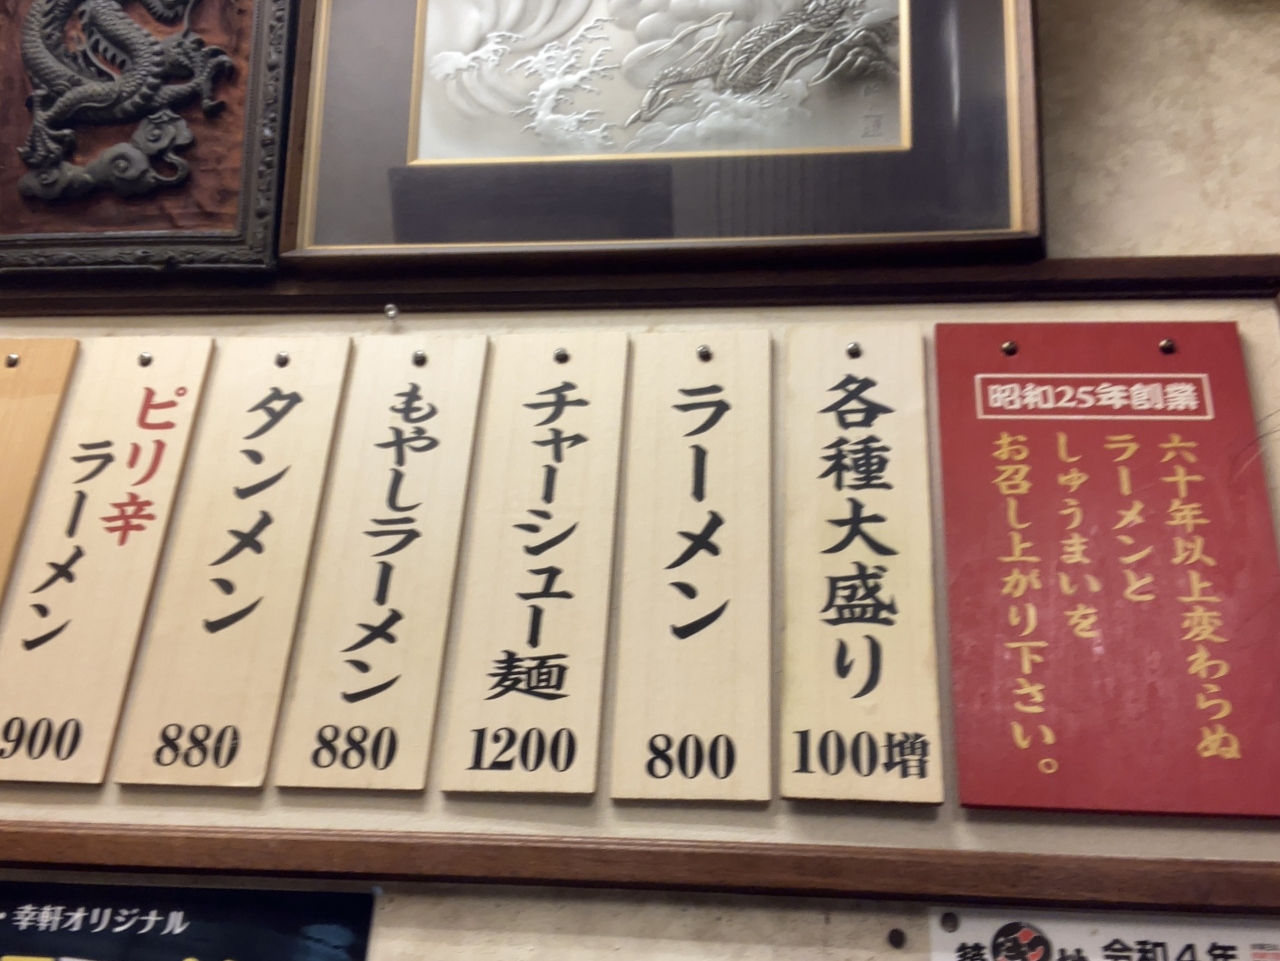 昭和25年創業
六十年以上変わらぬ
ラーメンと
しゅうまいを
お召し上がり下さい。
各種大盛り
100増
ラーメン
800
チャーシュー麺
1200
もやしラーメン
880
タンメン
880
ピリ辛
ラーメン
900
・幸軒オリジナル
令和4年